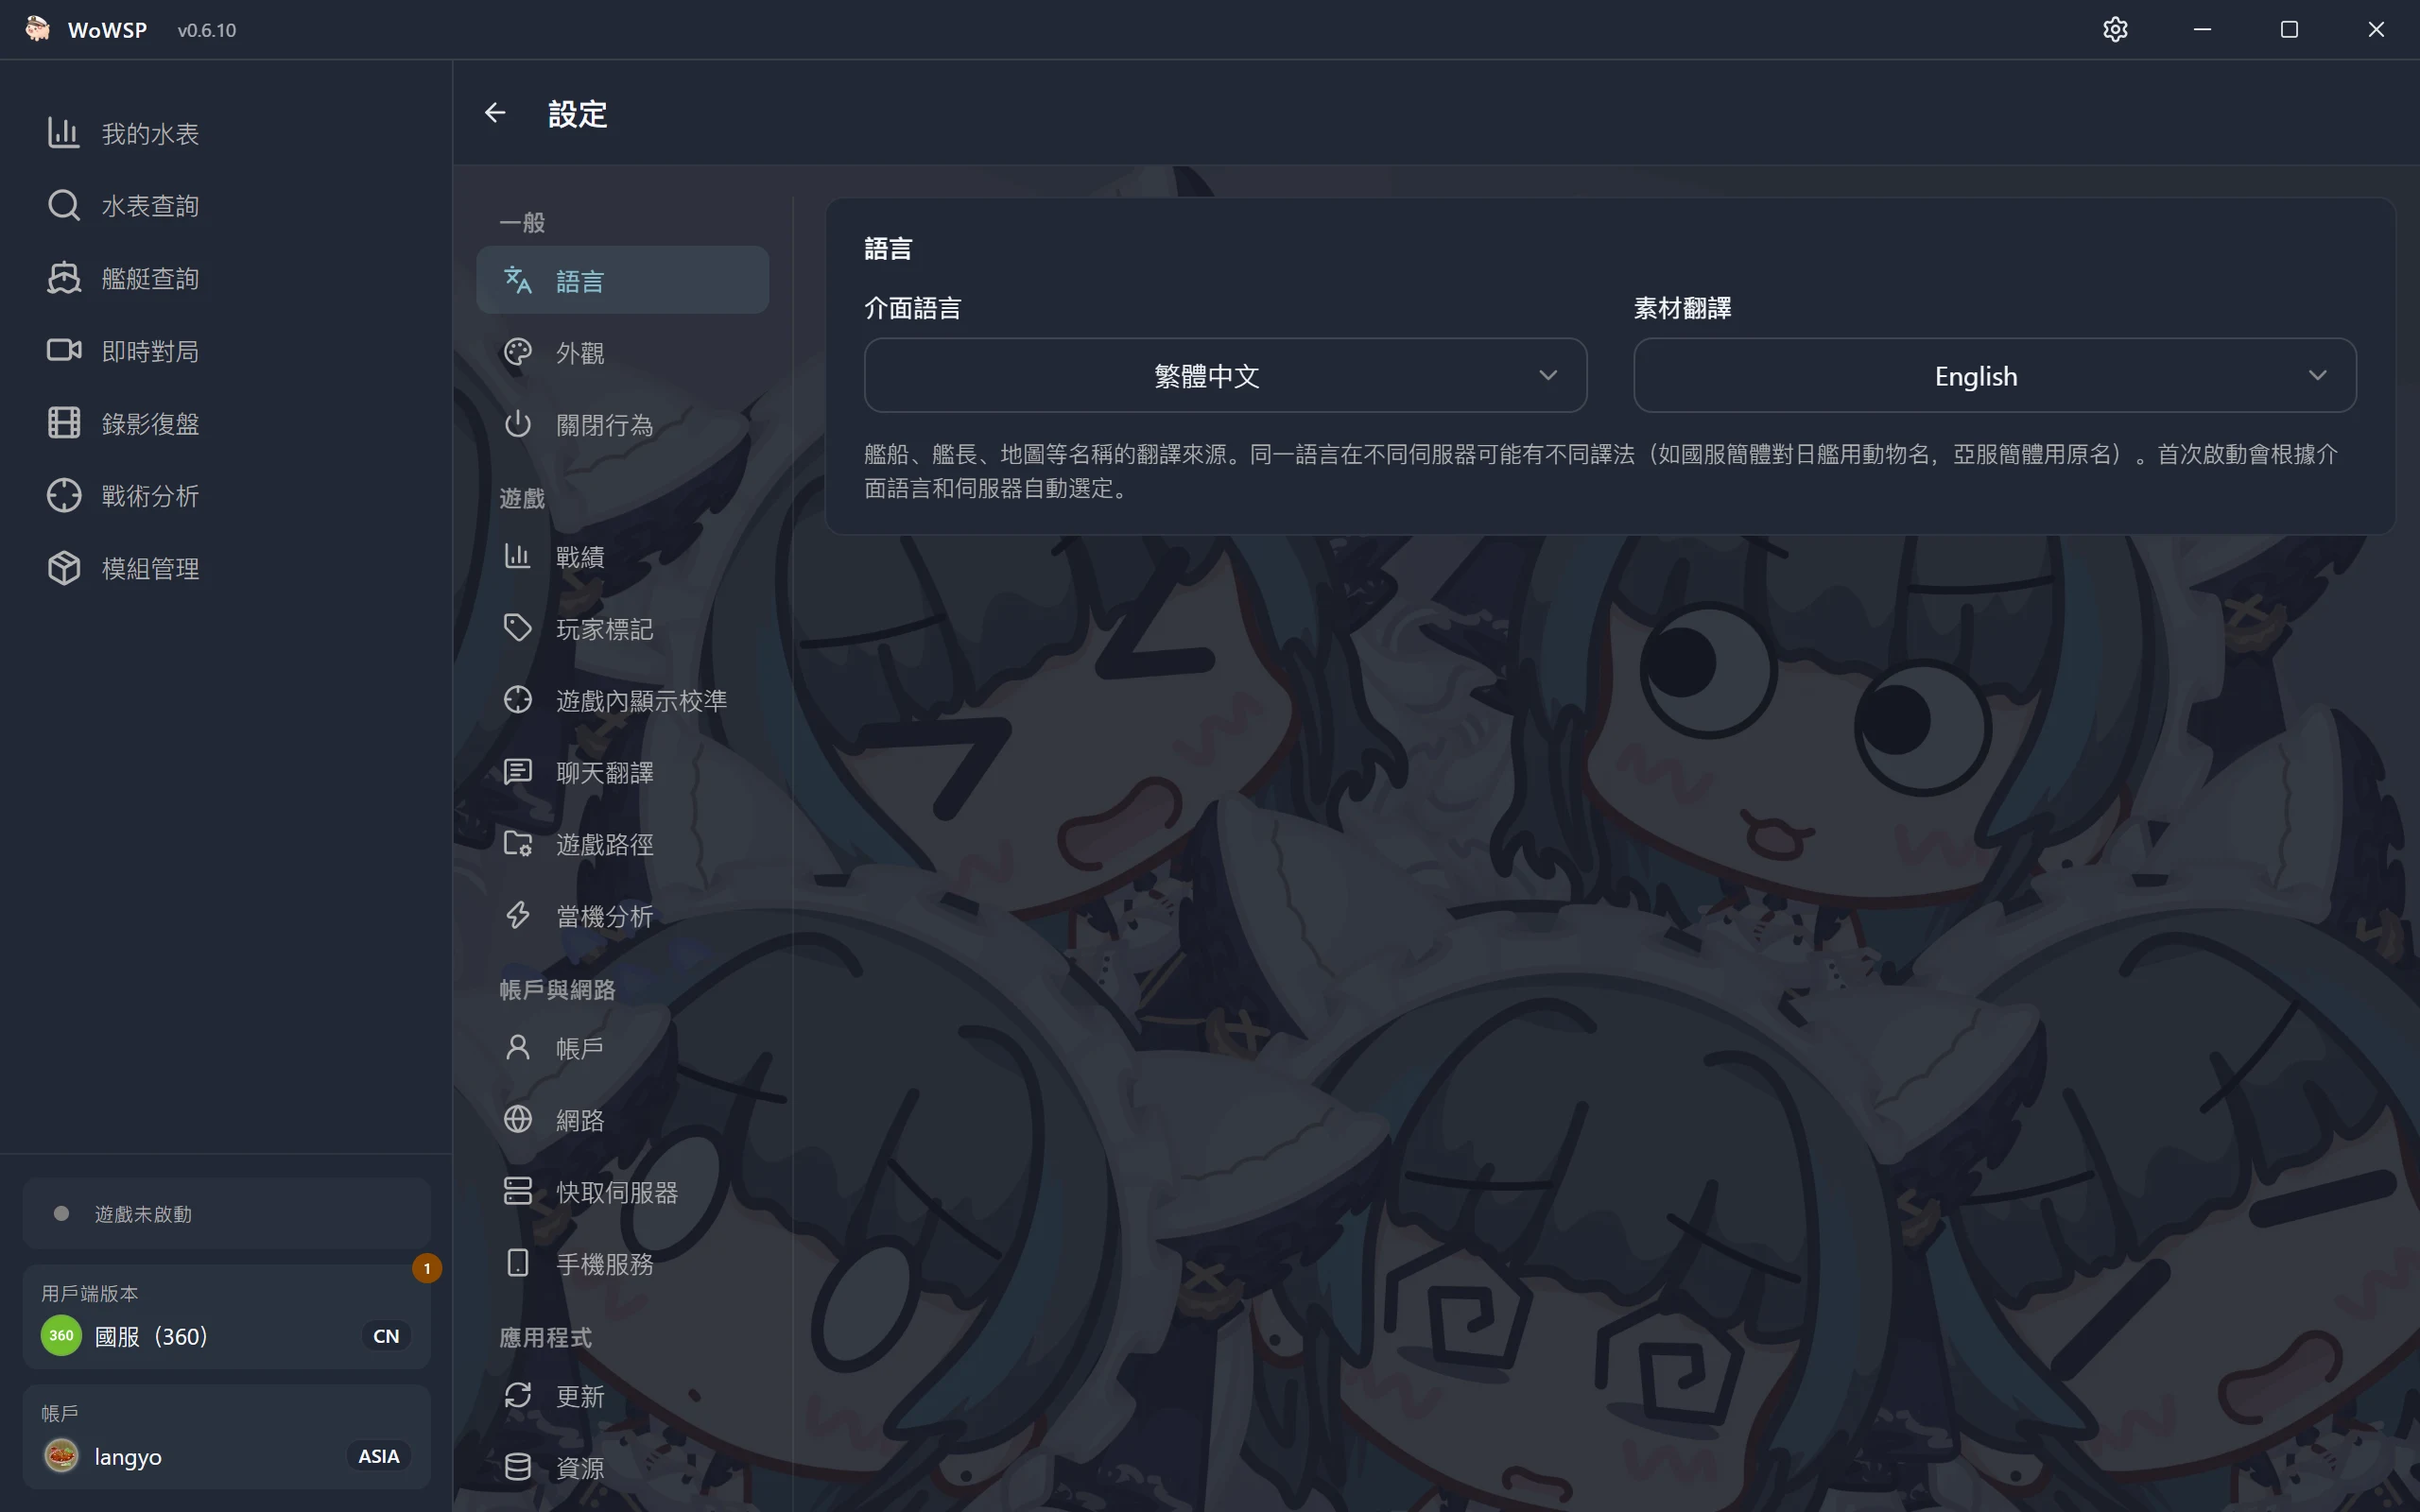 WoWSP v0.6.10
我的水表
水表查詢
艦艇查詢
即時對局
錄影復盤
戰術分析
模組管理
遊戲未啟動
1
用戶端版本
360 國服（360） CN
帳戶
langyo ASIA
設定
一般
語言
外觀
關閉行為
遊戲
戰績
玩家標記
遊戲內顯示校準
聊天翻譯
遊戲路徑
當機分析
帳戶與網路
帳戶
網路
快取伺服器
手機服務
應用程式
更新
資源
語言
介面語言
繁體中文
素材翻譯
English
艦船、艦長、地圖等名稱的翻譯來源。同一語言在不同伺服器可能有不同譯法（如國服簡體對日艦用動物名，亞服簡體用原名）。首次啟動會根據介
面語言和伺服器自動選定。